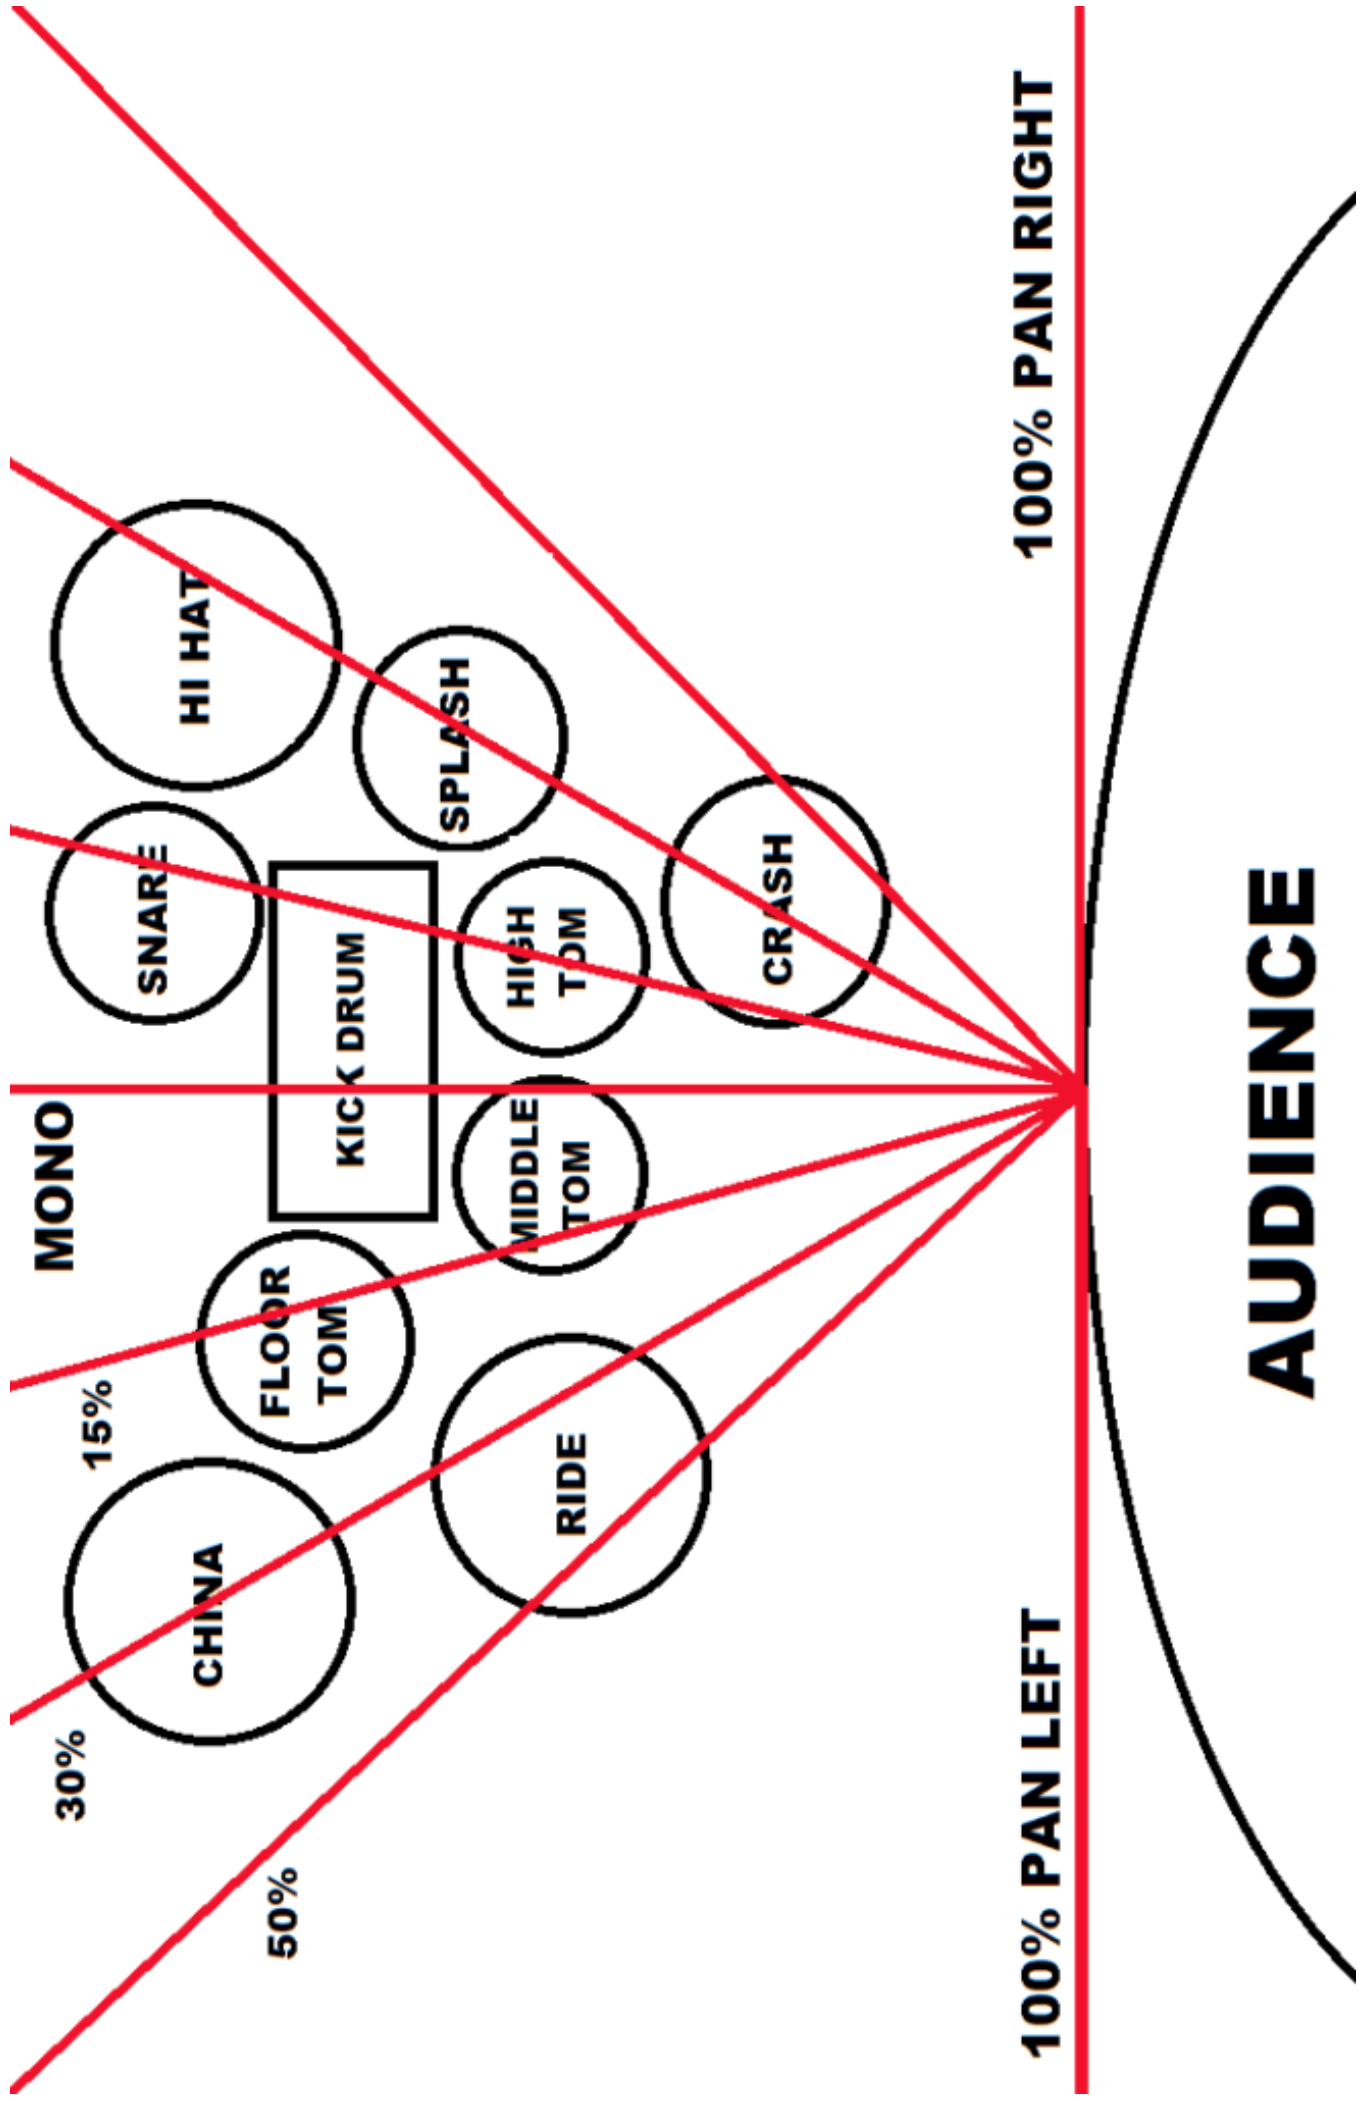 MONO
15%
30%
50%
CHINA
FLOOR
TOM
KICK DRUM
SNARE
HI HAT
RIDE
MIDDLE
TOM
HIGH
TOM
SPLASH
CRASH
100% PAN LEFT
100% PAN RIGHT
AUDIENCE